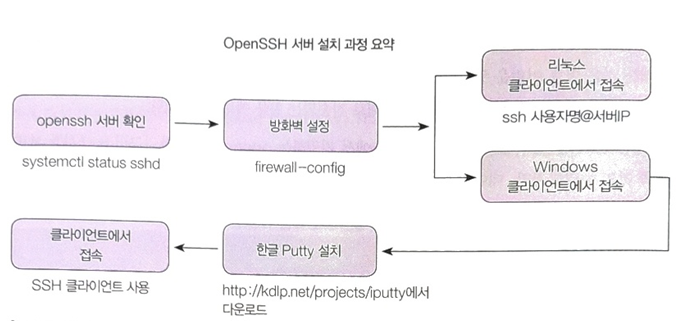 OpenSSH 서버 설치 과정 요약
openssh 서버 확인
systemctl status sshd
방화벽 설정
firewall-config
리눅스
클라이언트에서 접속
ssh 사용자명@서버IP
Windows
클라이언트에서 접속
한글 Putty 설치
http://kdlp.net/projects/iputty에서
다운로드
클라이언트에서
접속
SSH 클라이언트 사용